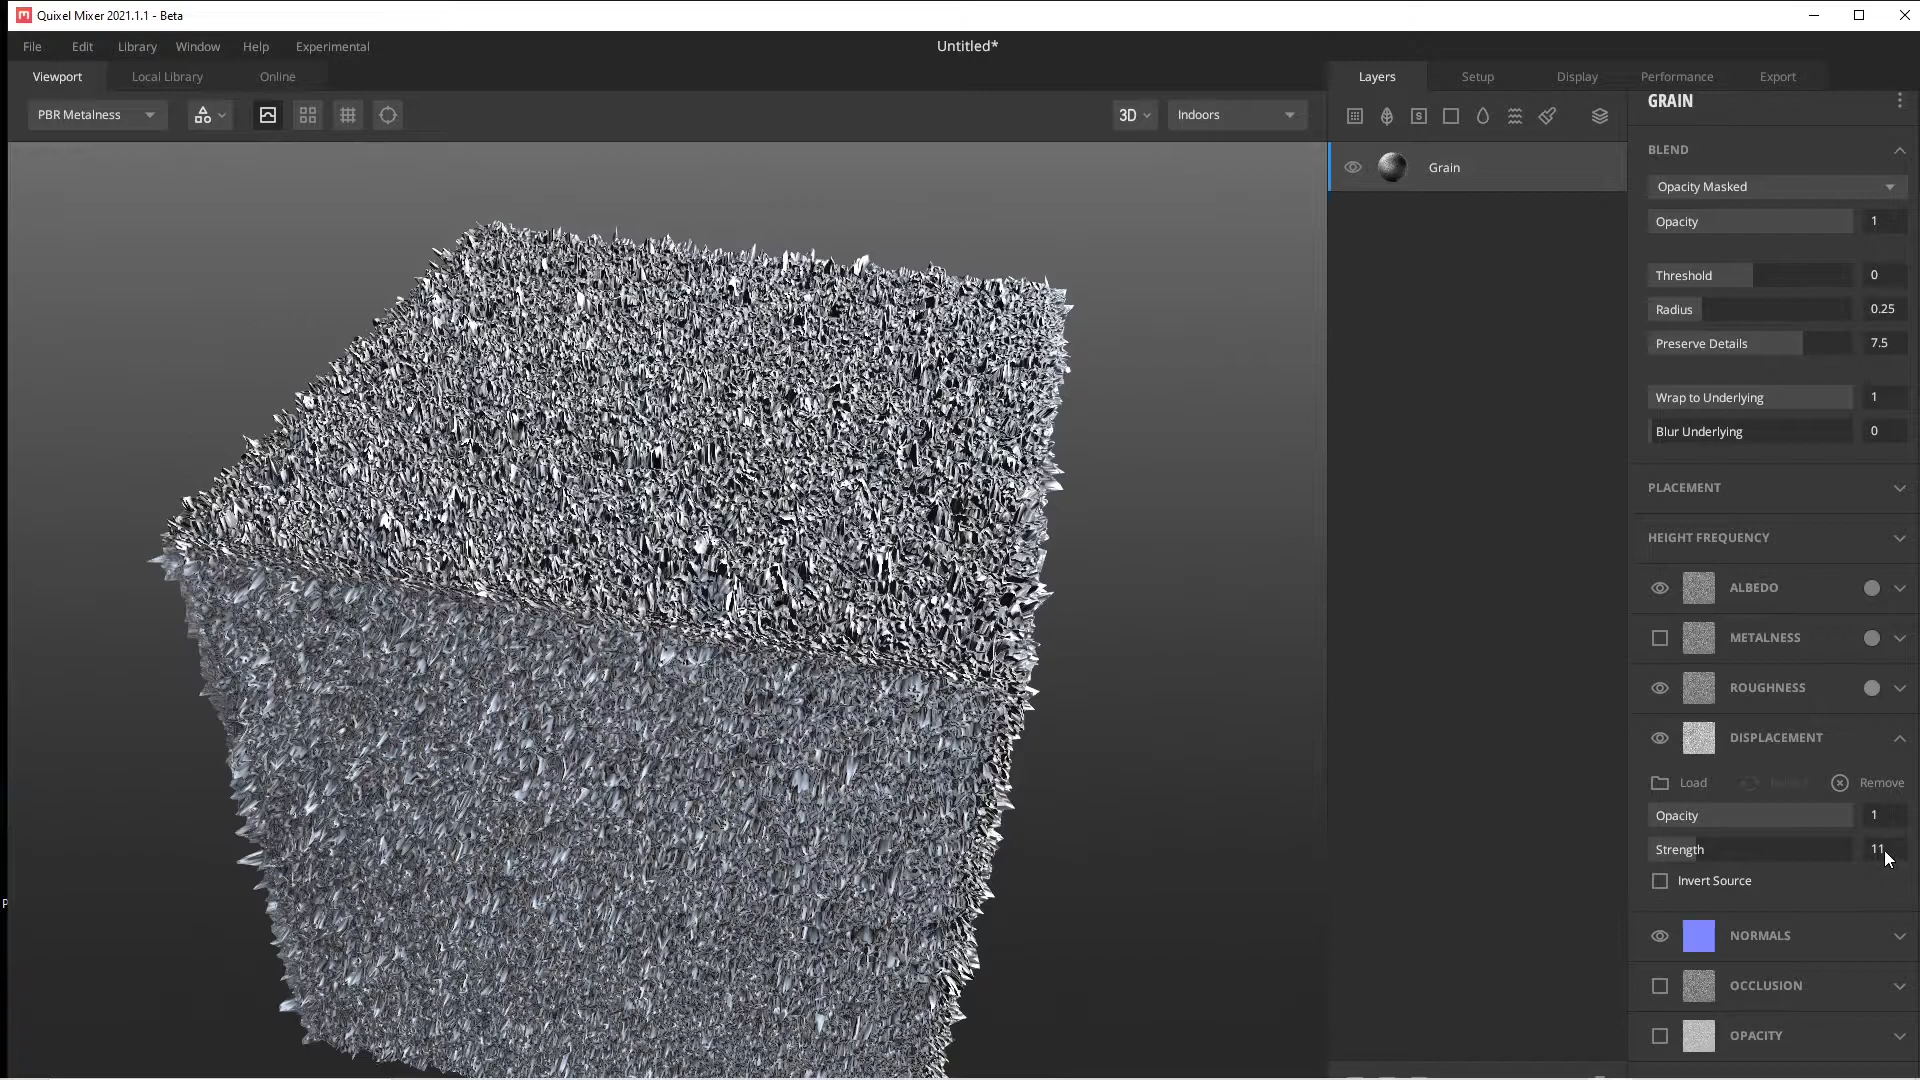 Quixel Mixer 2021.1.1 - Beta
File Edit Library Window Help Experimental Untitled*
Viewport Local Library Online Layers Setup Display Performance Export
PBR Metalness 3D Indoors
GRAIN
BLEND
Grain
Opacity Masked
Opacity 1
Threshold 0
Radius 0.25
Preserve Details 7.5
Wrap to Underlying 1
Blur Underlying 0
PLACEMENT
HEIGHT FREQUENCY
ALBEDO
METALNESS
ROUGHNESS
DISPLACEMENT
Load Remove
Opacity 1
Strength 11
Invert Source
P
NORMALS
OCCLUSION
OPACITY